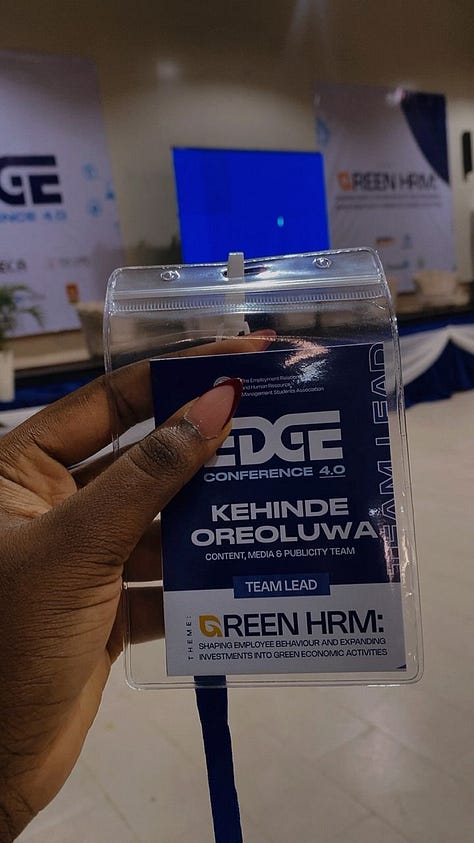 GE
ENCE 4.0
GREEN HRM:
The Employment Relations
and Human Resource
Management Students Association
EDGE
CONFERENCE 4.0
KEHINDE
OREOLUWA
CONTENT, MEDIA & PUBLICITY TEAM
TEAM LEAD
TEAM LEAD
THEME:
GREEN HRM:
SHAPING EMPLOYEE BEHAVIOUR AND EXPANDING
INVESTMENTS INTO GREEN ECONOMIC ACTIVITIES